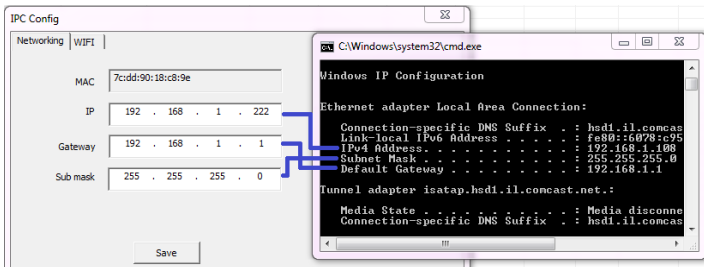 IPC Config
Networking WIFI
MAC 7c:dd:90:18:c8:9e
IP 192 . 168 . 1 . 222
Gateway 192 . 168 . 1 . 1
Sub mask 255 . 255 . 255 . 0
Save
C:\Windows\system32\cmd.exe
Windows IP Configuration
Ethernet adapter Local Area Connection:
Connection-specific DNS Suffix . : hsd1.il.comcas
Link-local IPv6 Address . . . . . : fe80::6078:c95
IPv4 Address. . . . . . . . . . . : 192.168.1.108
Subnet Mask . . . . . . . . . . . : 255.255.255.0
Default Gateway . . . . . . . . . : 192.168.1.1
Tunnel adapter isatap.hsd1.il.comcast.net.:
Media State . . . . . . . . . . . : Media disconne
Connection-specific DNS Suffix . : hsd1.il.comcas